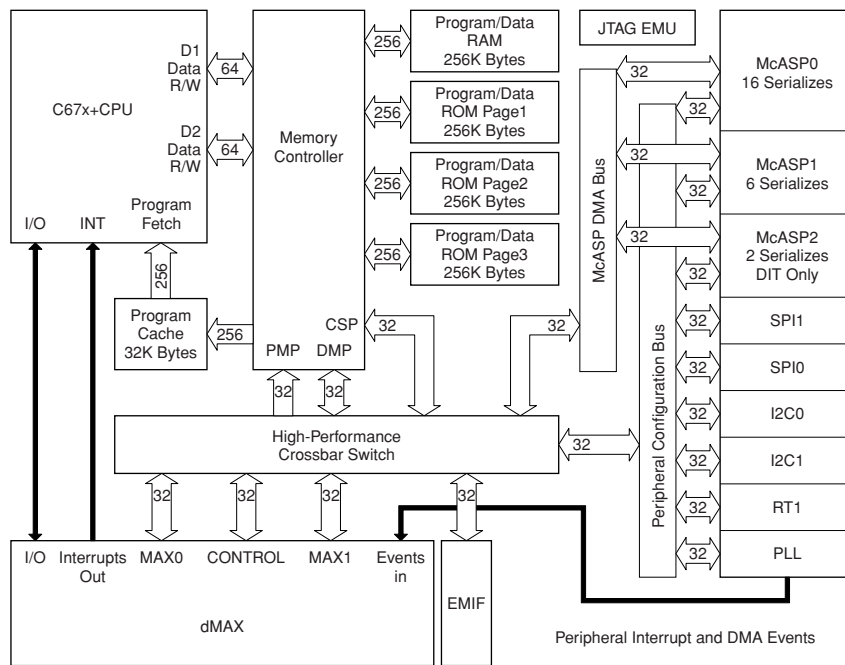 D1
Data
R/W
64
C67x+CPU
D2
Data
R/W
64
I/O
INT
Program
Fetch
256
Program
Cache
32K Bytes
256
Memory
Controller
CSP
32
PMP
DMP
32
32
256
Program/Data
RAM
256K Bytes
256
Program/Data
ROM Page1
256K Bytes
256
Program/Data
ROM Page2
256K Bytes
256
Program/Data
ROM Page3
256K Bytes
JTAG EMU
McASP DMA Bus
32
32
32
32
Peripheral Configuration Bus
32
32
32
32
32
32
32
32
32
32
McASP0
16 Serializes
McASP1
6 Serializes
McASP2
2 Serializes
DIT Only
SPI1
SPI0
I2C0
I2C1
RT1
PLL
High-Performance
Crossbar Switch
32
32
32
32
I/O
Interrupts
Out
MAX0
CONTROL
MAX1
Events
in
dMAX
EMIF
Peripheral Interrupt and DMA Events